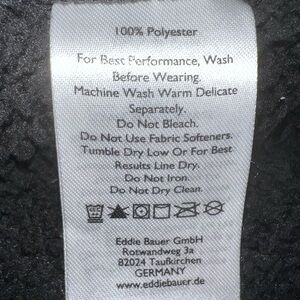 100% Polyester
For Best Performance, Wash
Before Wearing.
Machine Wash Warm Delicate
Separately.
Do Not Bleach.
Do Not Use Fabric Softeners.
Tumble Dry Low Or For Best
Results Line Dry.
Do Not Iron.
Do Not Dry Clean.
Eddie Bauer GmbH
Rotwandweg 3a
82024 Taufkirchen
GERMANY
www.eddiebauer.de